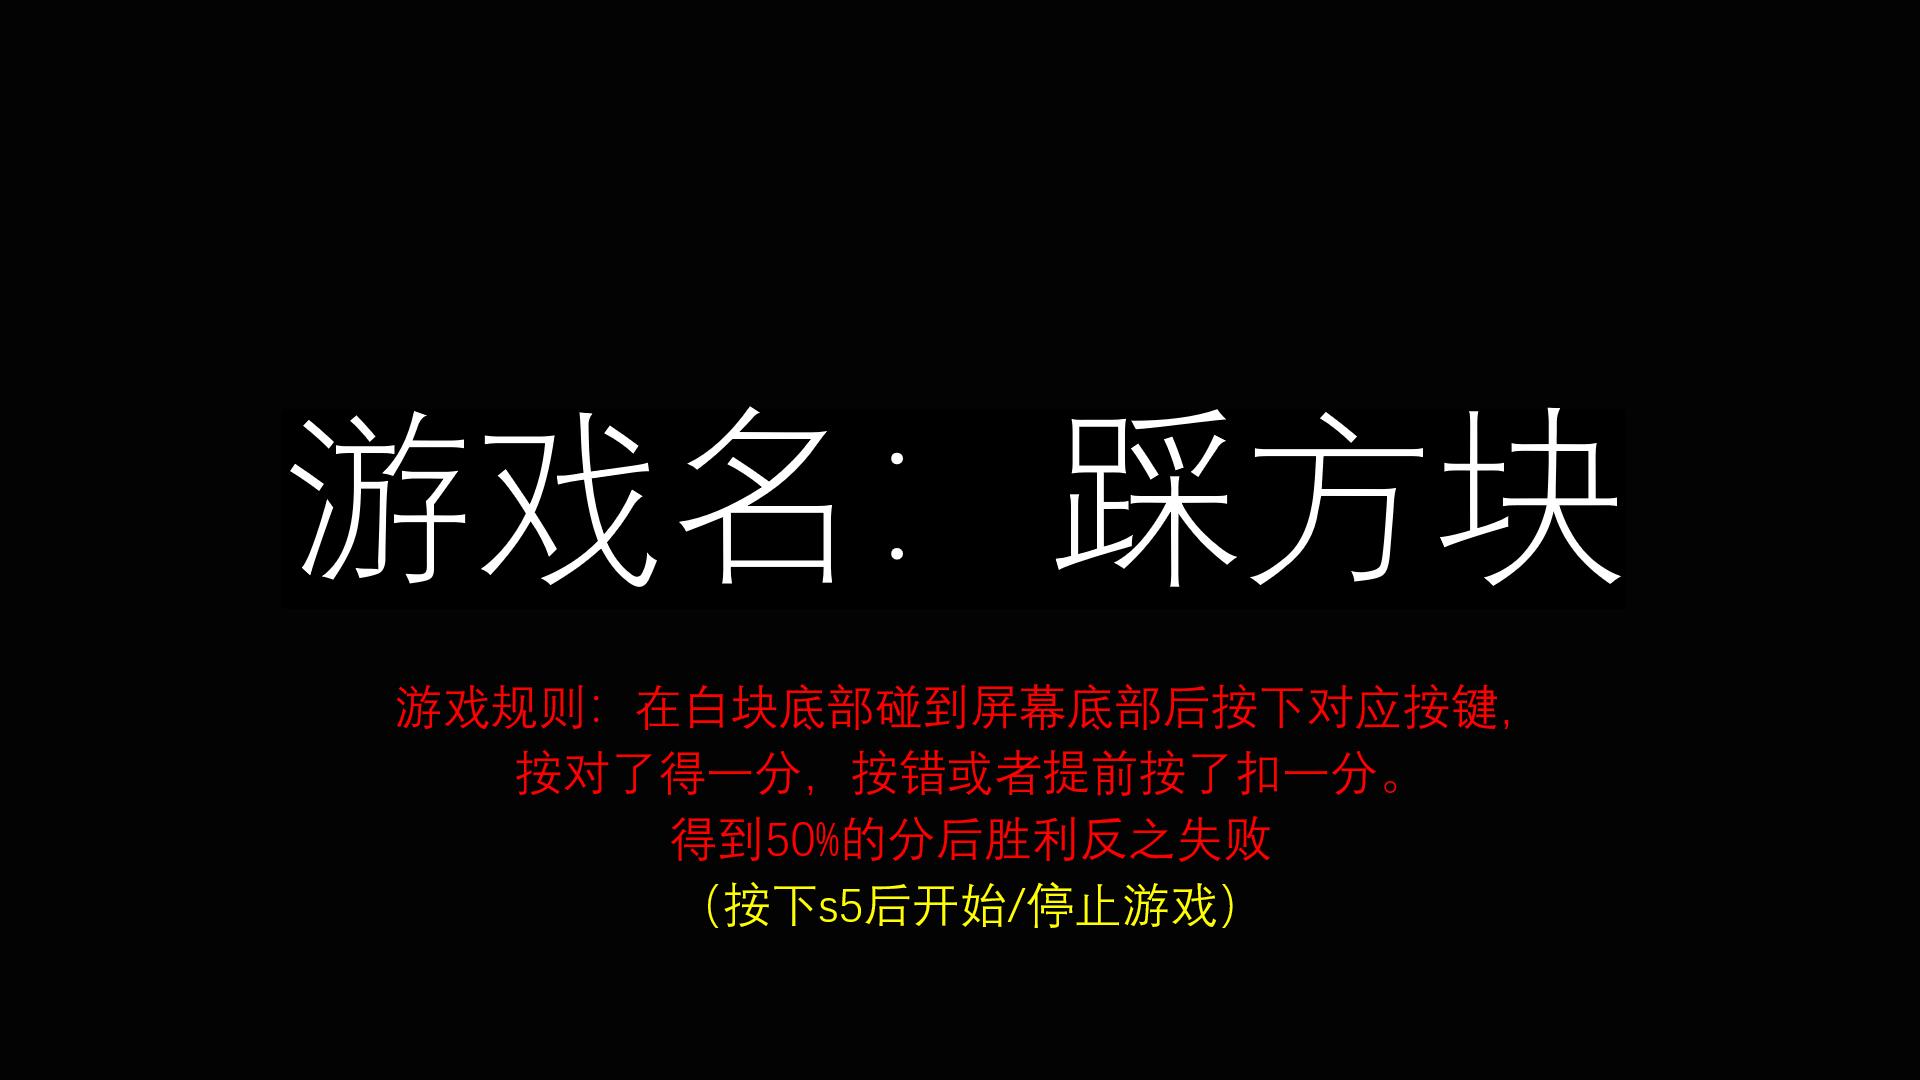 游戏名：踩方块
游戏规则：在白块底部碰到屏幕底部后按下对应按键,
按对了得一分，按错或者提前按了扣一分。
得到50%的分后胜利反之失败
（按下s5后开始/停止游戏）